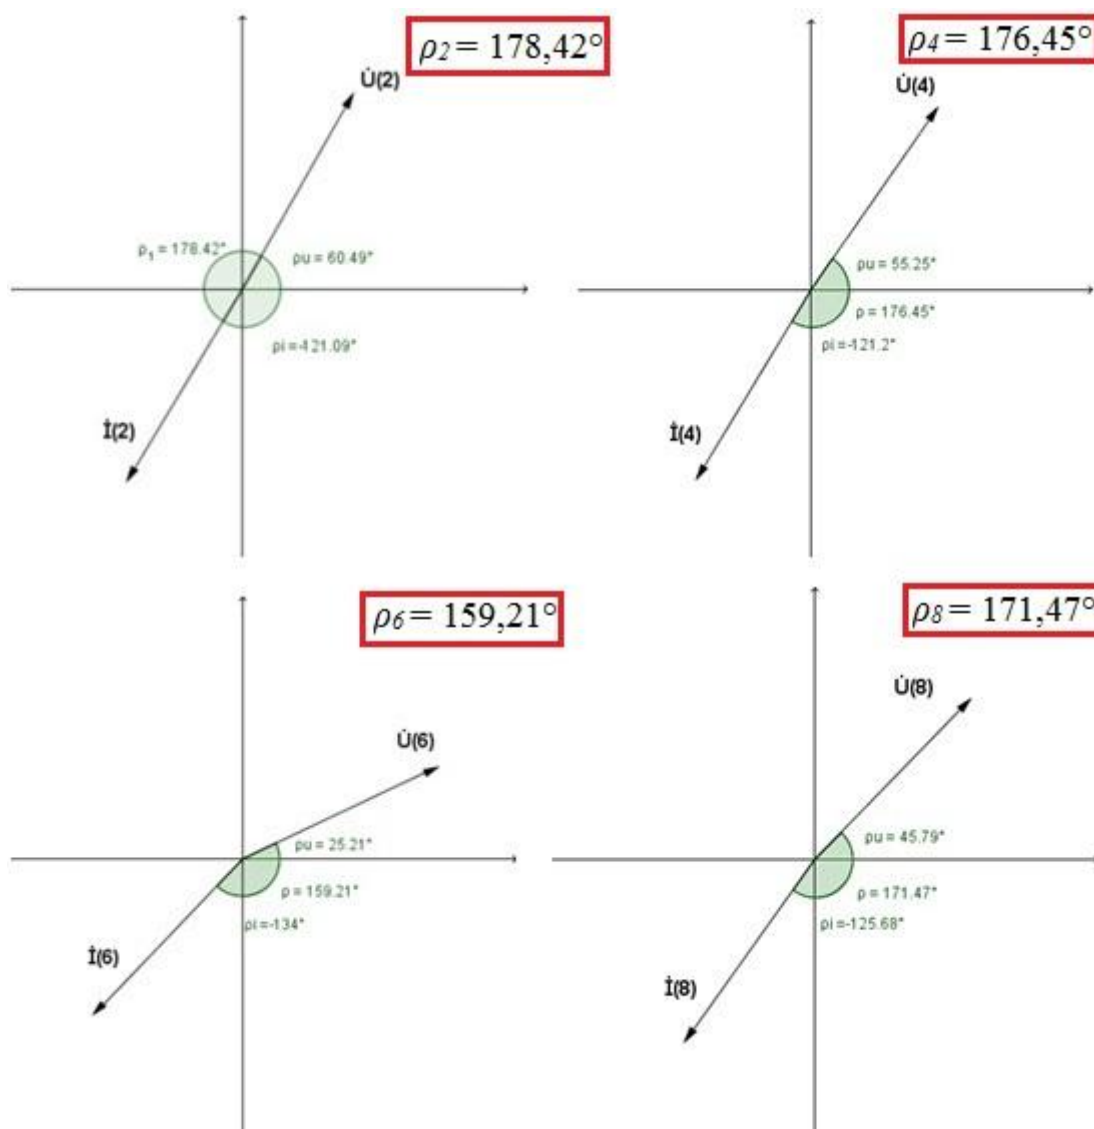 ρ2 = 178,42°
U̇(2)
ρ₁ = 178.42°
ρu = 60.49°
ρi =-121.09°
İ(2)
ρ4 = 176,45°
U̇(4)
ρu = 55.25°
ρ = 176.45°
ρi =-121.2°
İ(4)
ρ6 = 159,21°
U̇(6)
ρu = 25.21°
ρ = 159.21°
ρi =-134°
İ(6)
ρ8 = 171,47°
U̇(8)
ρu = 45.79°
ρ = 171.47°
ρi =-125.68°
İ(8)